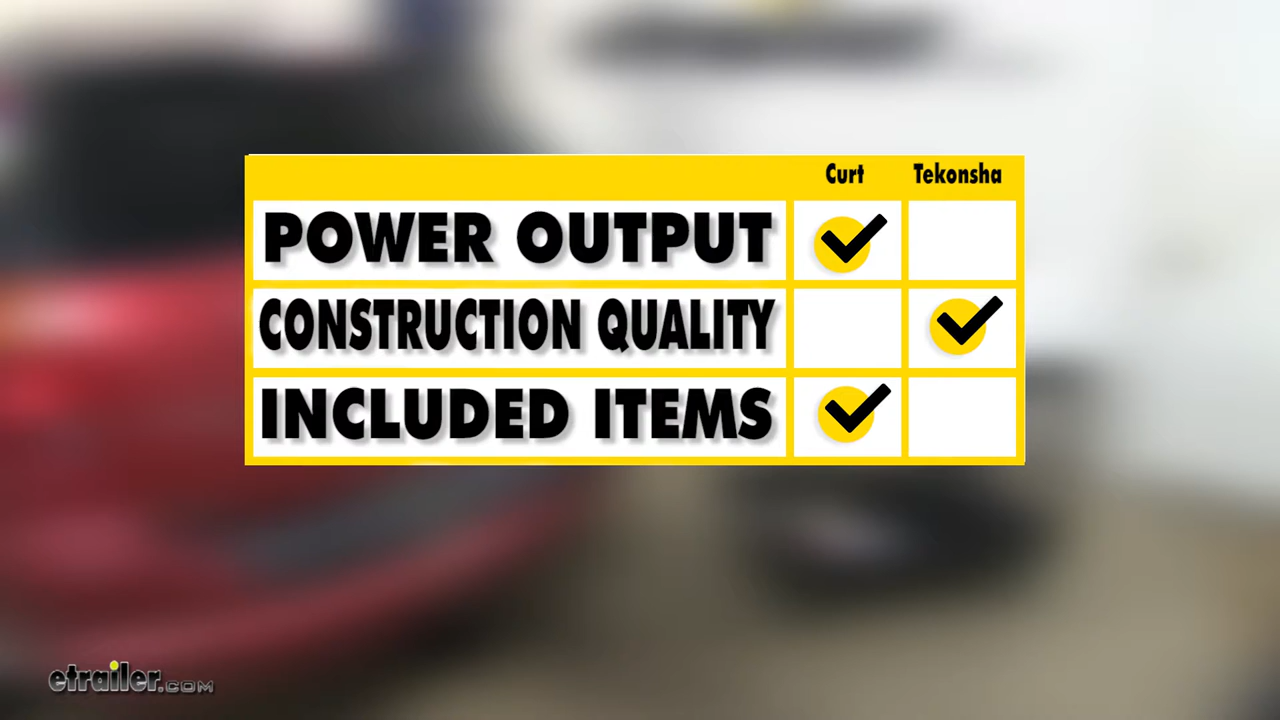 Curt Tekonsha
POWER OUTPUT
CONSTRUCTION QUALITY
INCLUDED ITEMS
etrailer.com